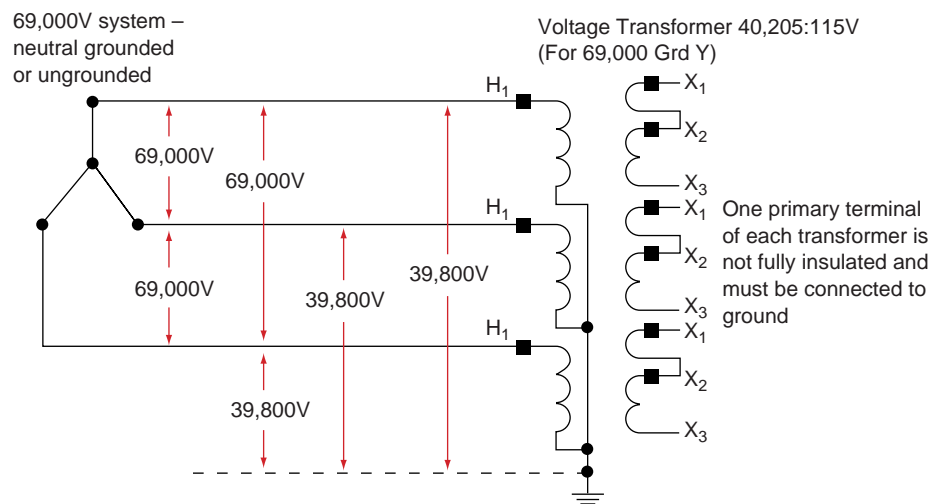 69,000V system –
neutral grounded
or ungrounded
Voltage Transformer 40,205:115V
(For 69,000 Grd Y)
H1
X1
X2
X3
69,000V
69,000V
H1
X1
One primary terminal
of each transformer is
not fully insulated and
must be connected to
ground
X2
69,000V
39,800V
39,800V
X3
H1
X1
X2
39,800V
X3